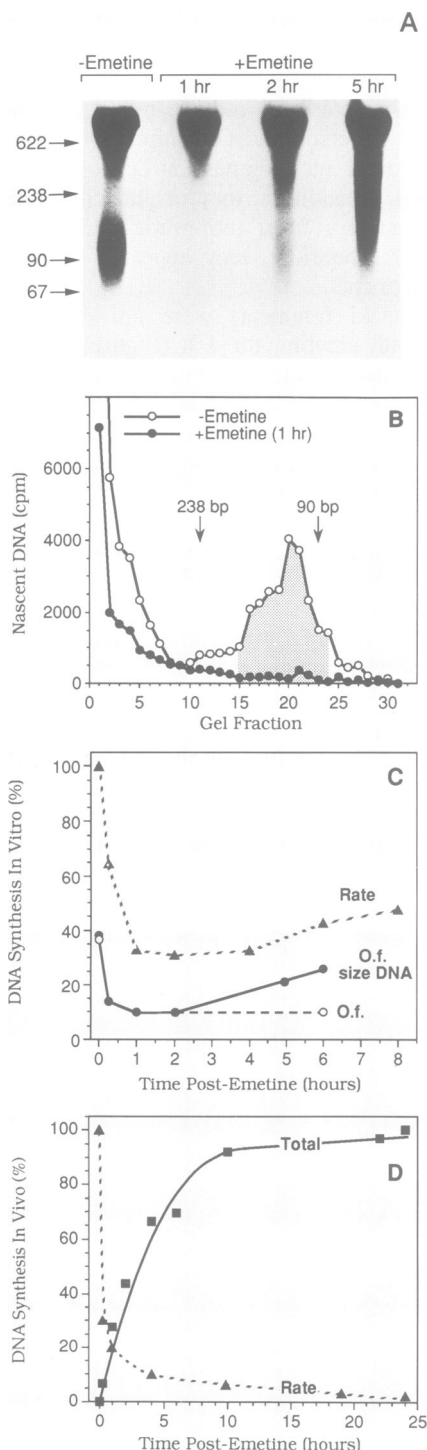 A
-Emetine +Emetine
1 hr 2 hr 5 hr
622
238
90
67
B
-Emetine
+Emetine (1 hr)
238 bp 90 bp
Nascent DNA (cpm)
6000
4000
2000
0
0 5 10 15 20 25 30
Gel Fraction
C
DNA Synthesis In Vitro (%)
100
80
60
40
20
0
Rate
O.f.
size DNA
O.f.
0 1 2 3 4 5 6 7 8
Time Post-Emetine (hours)
D
DNA Synthesis In Vivo (%)
100
80
60
40
20
0
Total
Rate
0 5 10 15 20 25
Time Post-Emetine (hours)